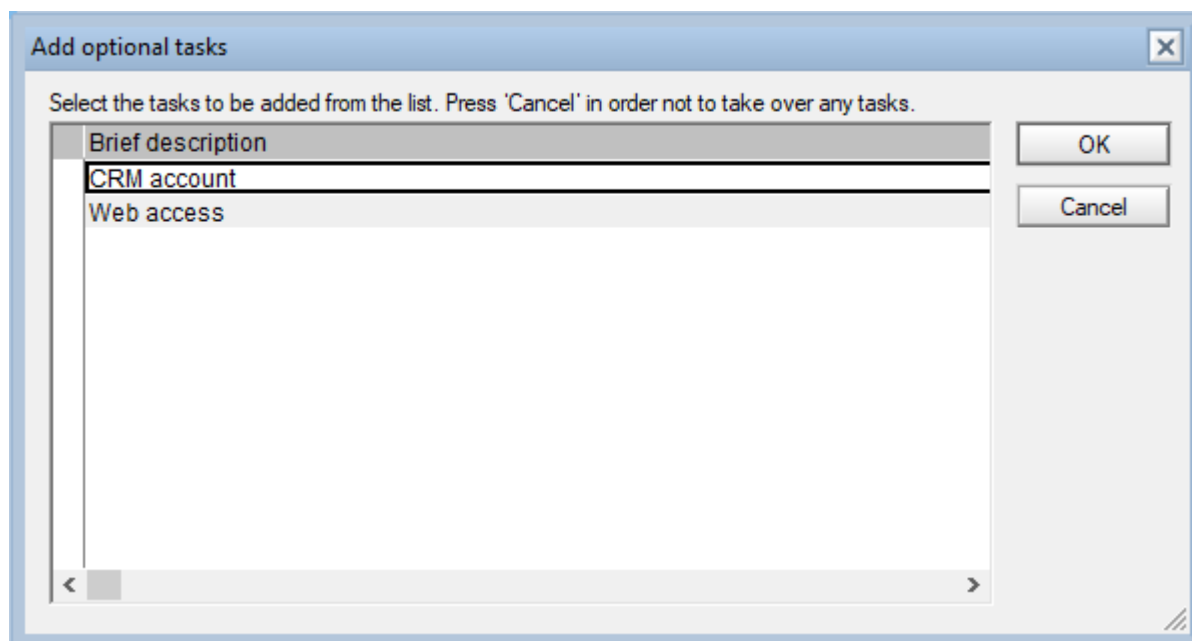 Add optional tasks
Select the tasks to be added from the list. Press 'Cancel' in order not to take over any tasks.
Brief description
OK
CRM account
Cancel
Web access